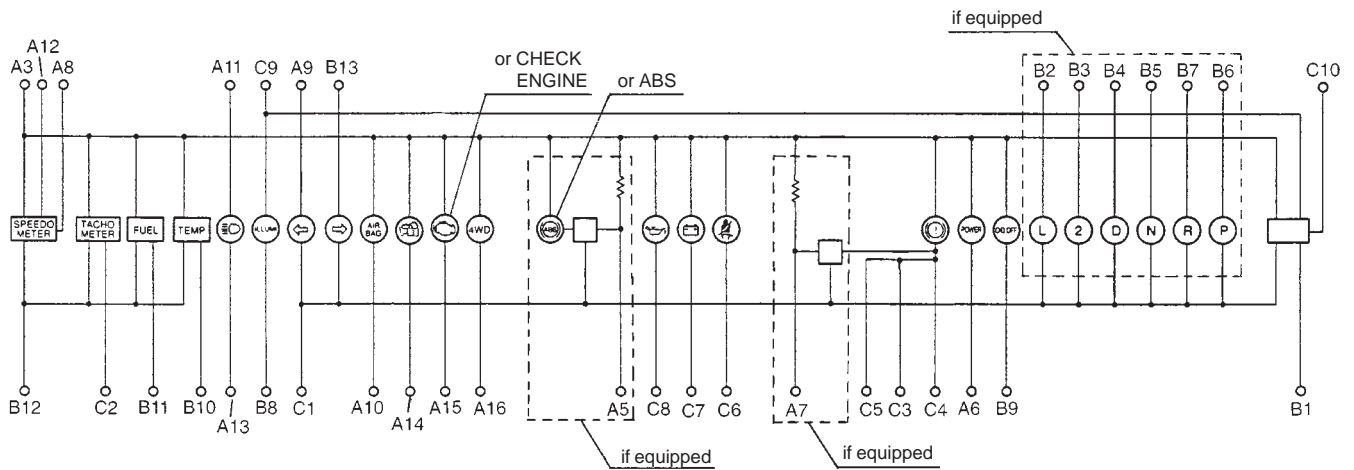 if equipped
A12
A3 A8 A11 C9 A9 B13
or CHECK
ENGINE
or ABS
B2 B3 B4 B5 B7 B6 C10
SPEEDO
METER
TACHO
METER
FUEL
TEMP
ILLUMI
AIR
BAG
4WD
ABS
POWER
O/D OFF
L 2 D N R P
B12 C2 B11 B10 A13 B8 C1 A10 A14 A15 A16 A5 C8 C7 C6 A7 C5 C3 C4 A6 B9 B1
if equipped
if equipped